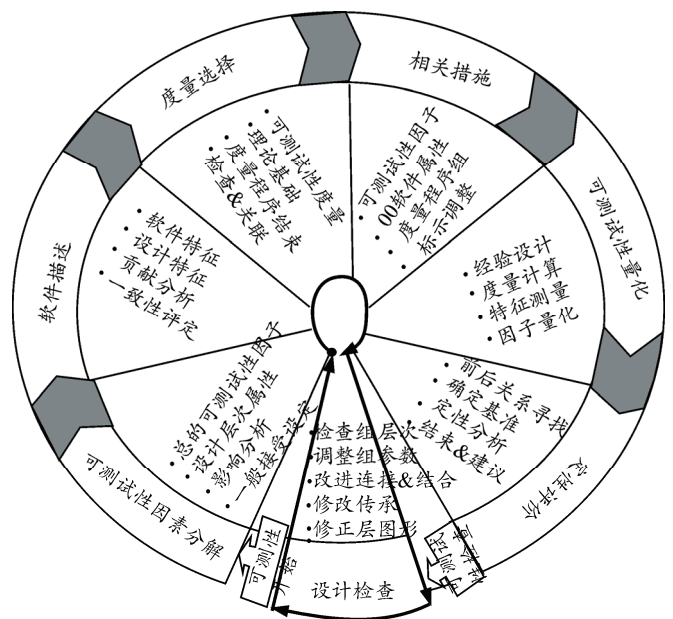 度量选择
相关措施
可测试性量化
定性评价
设计检查
可测试性因素分解
软件描述
可测试性度量
理论基础
度量程序结束
检查&关联
可测试性因子
OO软件属性
度量程序组
标示调整
经验设计
度量计算
特征测量
因子量化
前后关系寻找
确定基准
定性分析
结束&建议
检查组层次
调整组参数
改进连接&结合
修改传承
修正层图形
总的可测试性因子
设计层次属性
影响分析
一般接受设定
软件特征
设计特征
贡献分析
一致性评定
可测性
开始
可测试
性检查